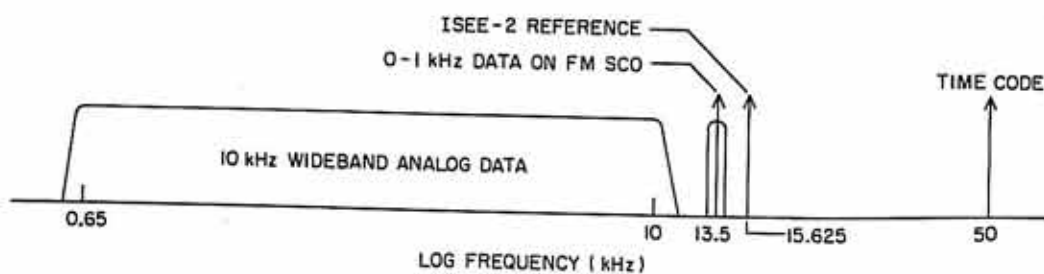 ISEE-2 REFERENCE
0-1 kHz DATA ON FM SCO
TIME CODE
10 kHz WIDEBAND ANALOG DATA
0.65
10
13.5
15.625
50
LOG FREQUENCY (kHz)